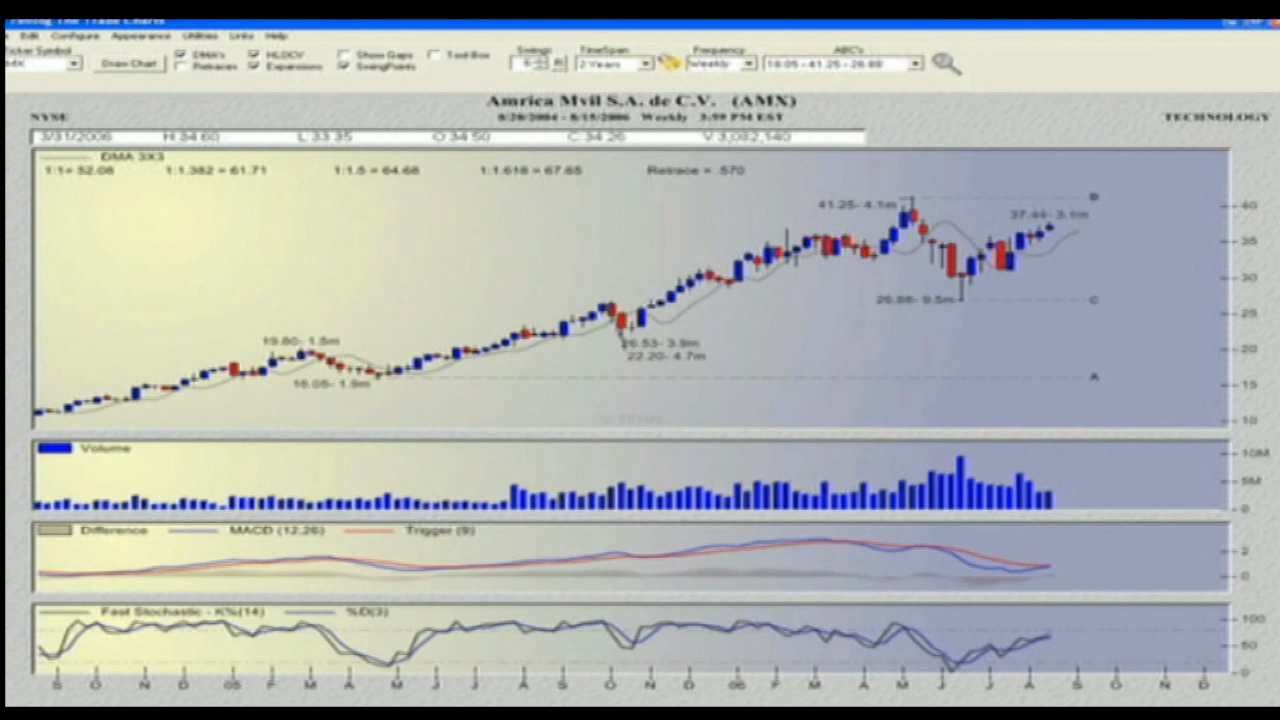 Timing The Trade Charts
Edit Configure Appearance Utilities Links Help
Ticker Symbol DMA's HLOCV Show Gaps Tool Box Swings TimeSpan Frequency ABC's
AMX Draw Chart Retraces Expansions SwingPoints 2 Years Weekly 16.05 - 41.25 - 26.88
Amrica Mvil S.A. de C.V. (AMX)
NYSE 8/20/2004 - 8/15/2006 Weekly 3:59 PM EST TECHNOLOGY
3/31/2006 H 34.60 L 33.35 O 34.50 C 34.26 V 3,082,140
DMA 3X3
1:1= 52.08 1:1.382 = 61.71 1:1.5 = 64.68 1:1.618 = 67.65 Retrace = .570
B
41.25- 4.1m 40
37.44- 3.1m
35
30
26.88- 9.5m C
25
19.80- 1.5m 26.53- 3.9m
22.20- 4.7m 20
16.05- 1.9m A
15
10
Volume 10M
5M
0
Difference MACD (12,26) Trigger (9)
2
0
Fast Stochastic - K%(14) %D(3) 100
50
0
S O N D 05 F M A M J J A S O N D 06 F M A M J J A S O N D